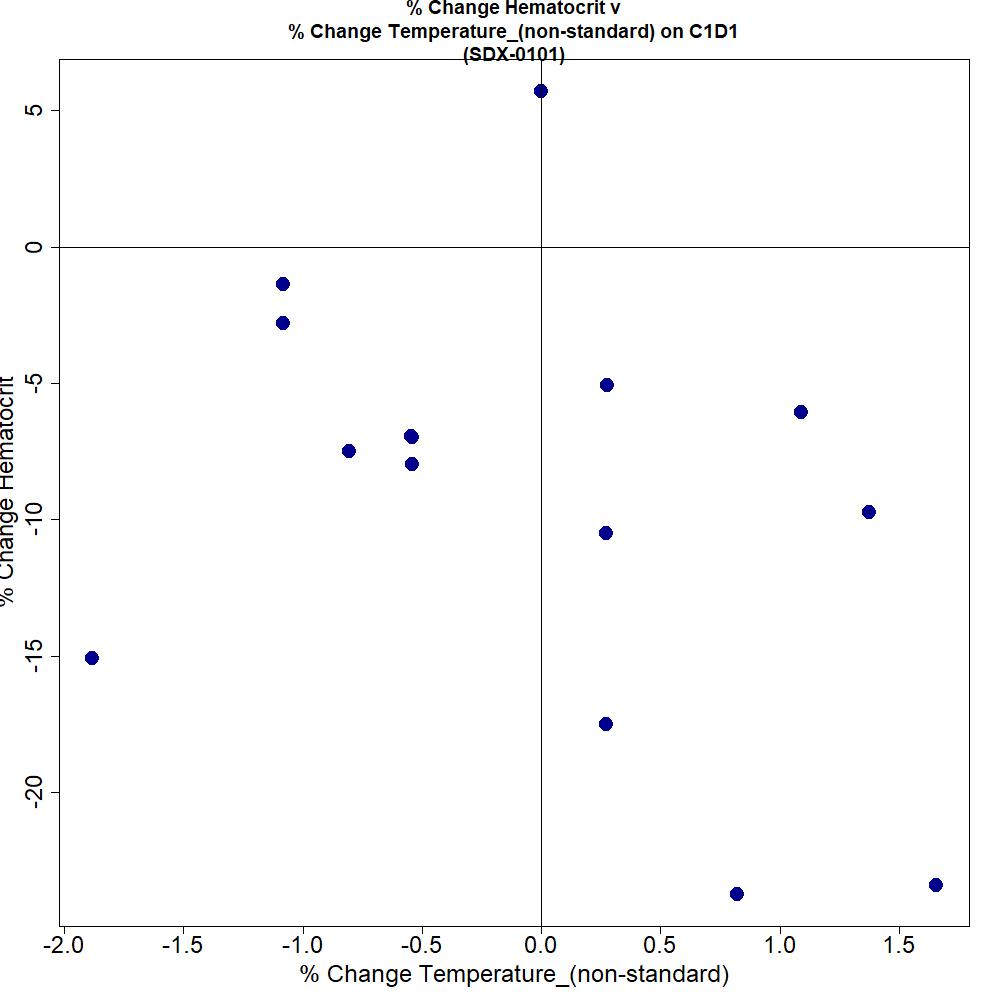 % Change Hematocrit v
% Change Temperature_(non-standard) on C1D1
(SDX-0101)
% Change Hematocrit
5
0
-5
-10
-15
-20
-2.0 -1.5 -1.0 -0.5 0.0 0.5 1.0 1.5
% Change Temperature_(non-standard)